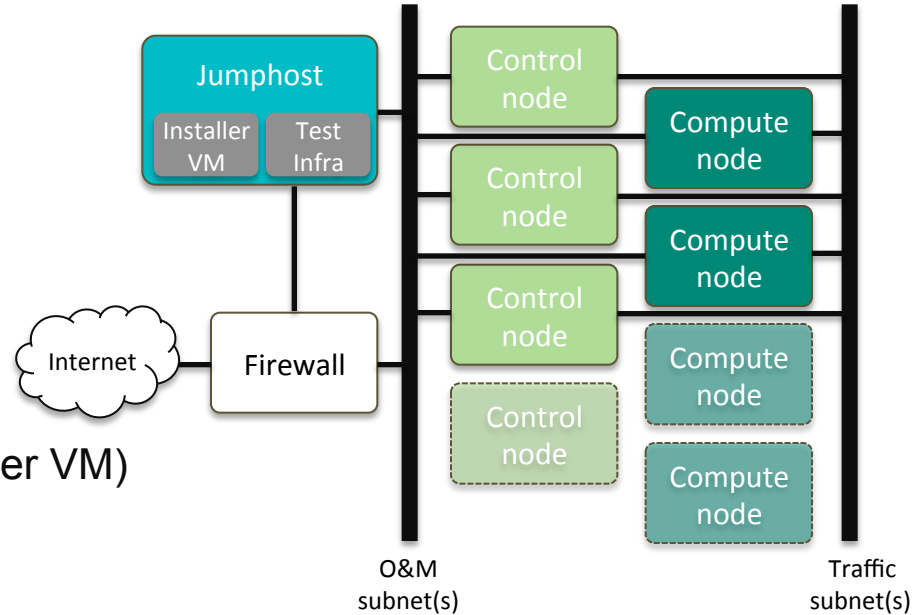 Jumphost
Installer
VM
Test
Infra
Internet
Firewall
er VM)
Control
node
Control
node
Control
node
Control
node
Compute
node
Compute
node
Compute
node
Compute
node
O&M
subnet(s)
Traffic
subnet(s)